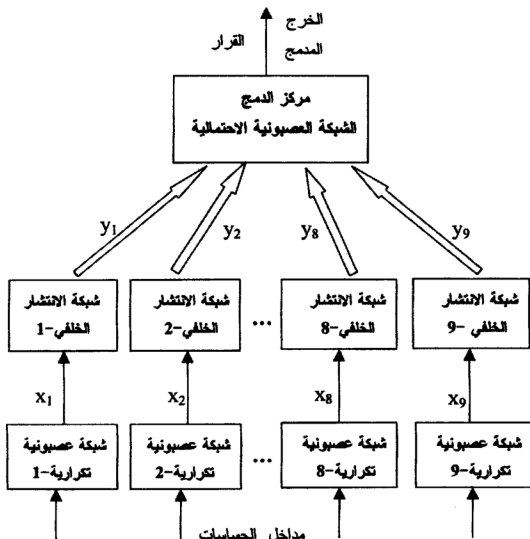 الخرج
القرار
المدمج
مركز الدمج
الشبكة العصبونية الاحتمالية
y1
y2
y8
y9
شبكة الانتشار
الخلفي-1
شبكة الانتشار
الخلفي-2
...
شبكة الانتشار
الخلفي-8
شبكة الانتشار
الخلفي -9
x1
x2
x8
x9
شبكة عصبونية
تكرارية-1
شبكة عصبونية
تكرارية-2
...
شبكة عصبونية
تكرارية-8
شبكة عصبونية
تكرارية-9
مداخل الحساسات